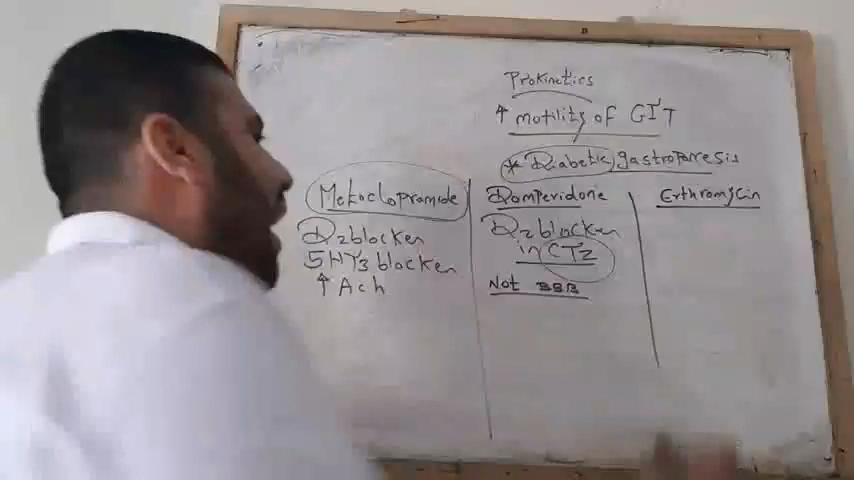 Prokinetics
↑ motility of GIT
* Diabetic gastroparesis
Metoclopramide
D2 blocker
5HT3 blocker
↑ Ach
Domperidone
D2 blocker
in CTZ
Not BBB
Erthromycin